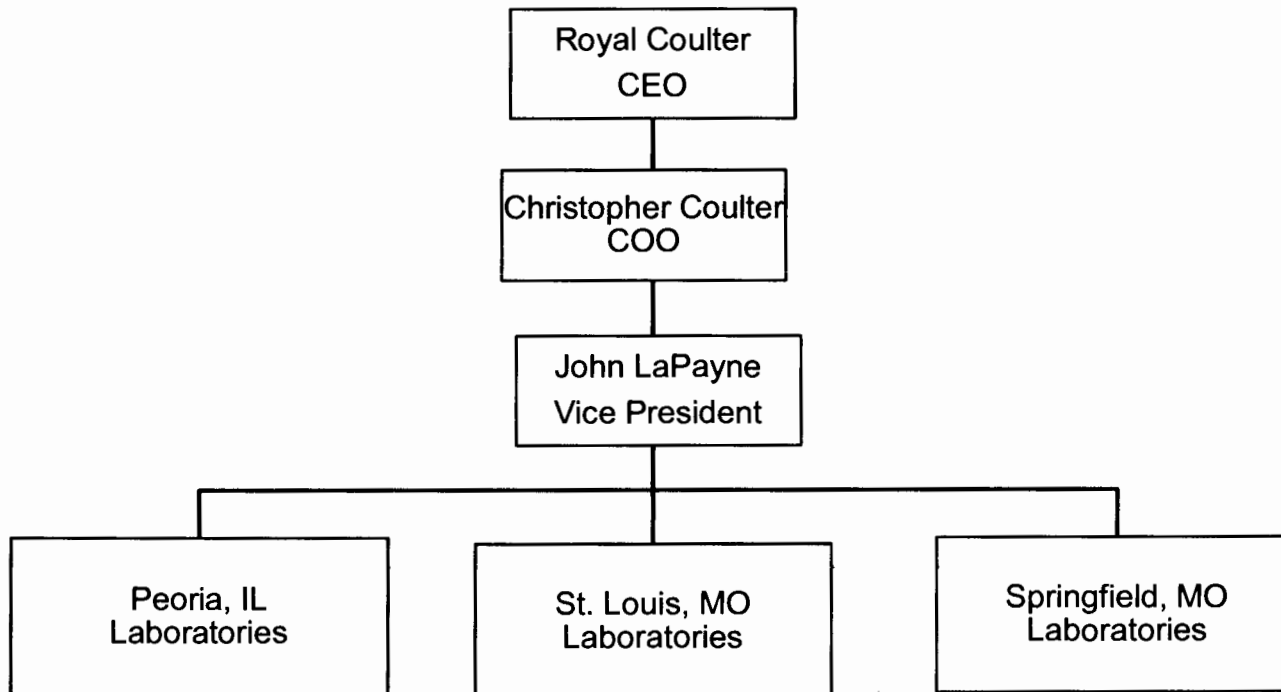 Royal Coulter
CEO
Christopher Coulter
COO
John LaPayne
Vice President
Peoria, IL
Laboratories
St. Louis, MO
Laboratories
Springfield, MO
Laboratories